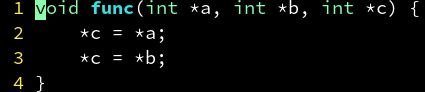 1 void func(int *a, int *b, int *c) {
2     *c = *a;
3     *c = *b;
4 }